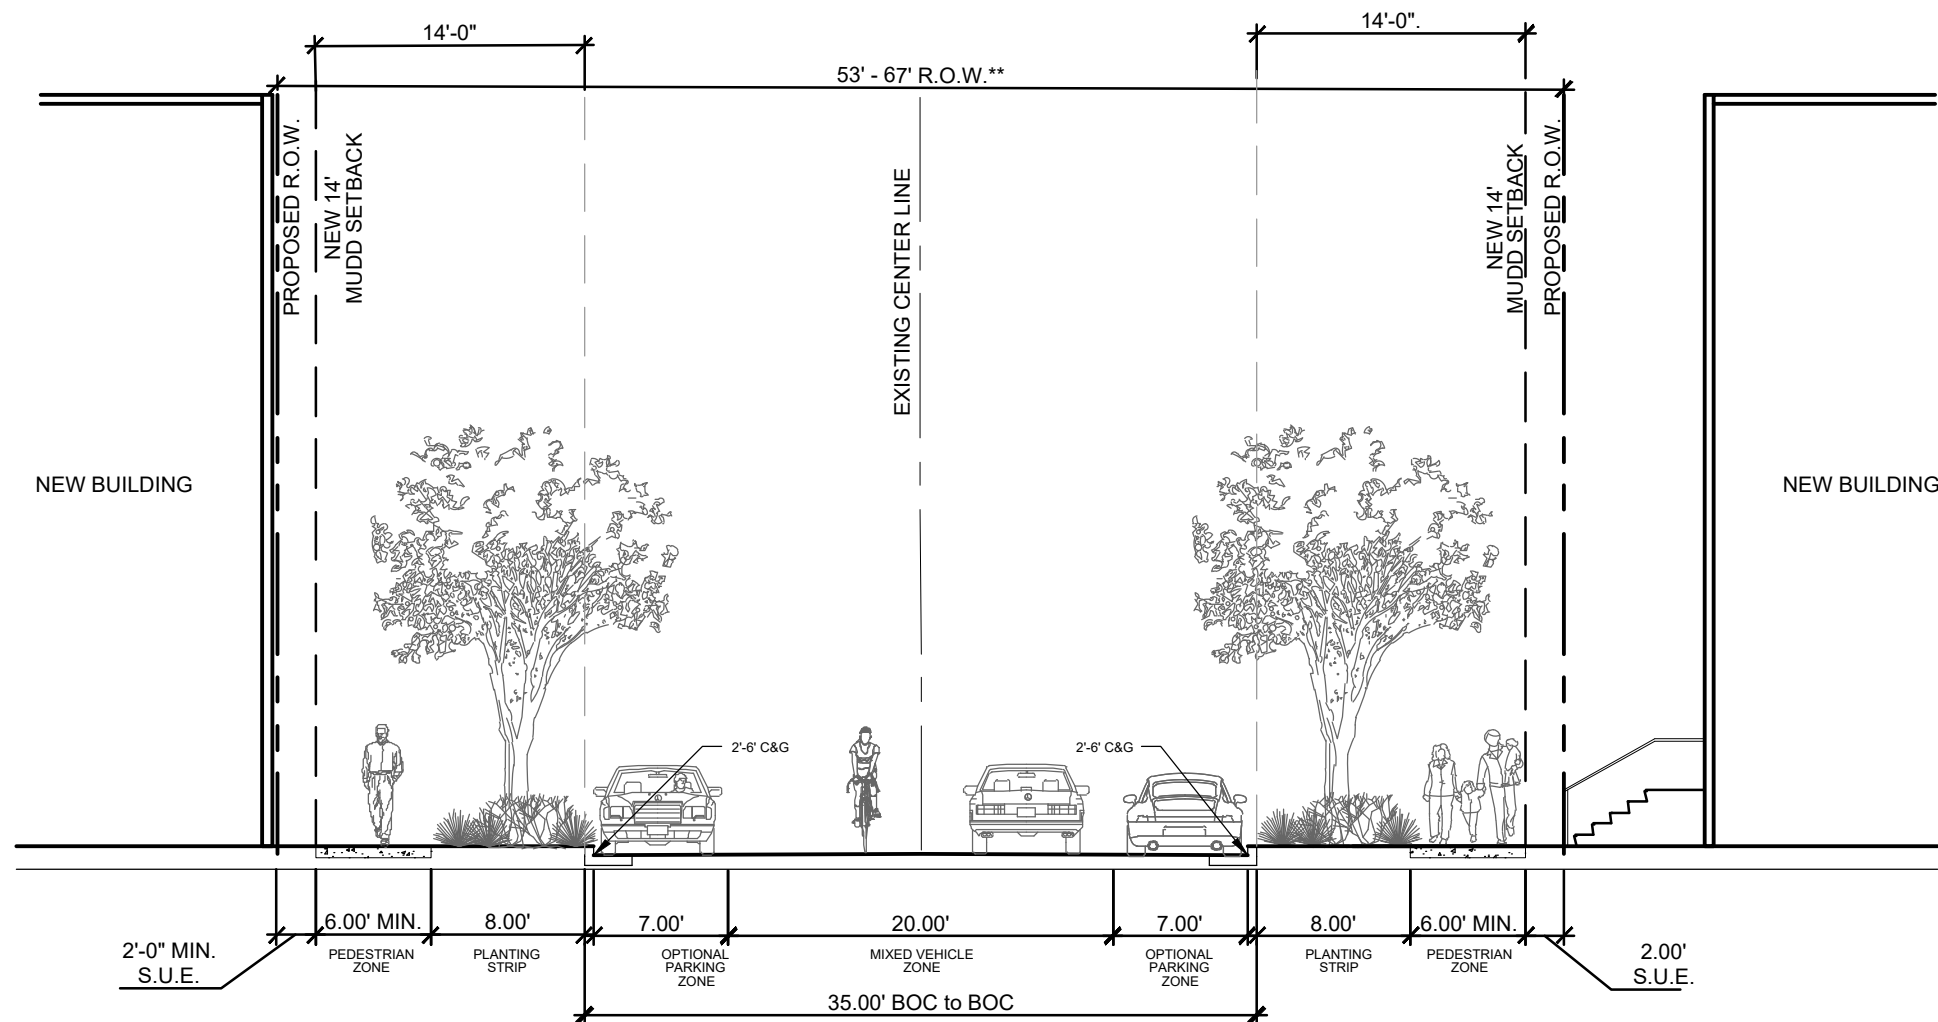 14'-0"
14'-0".
53' - 67' R.O.W.**
PROPOSED R.O.W.
NEW 14'
MUDD SETBACK
EXISTING CENTER LINE
NEW 14'
MUDD SETBACK
PROPOSED R.O.W.
NEW BUILDING
NEW BUILDING
2'-6' C&G
2'-6' C&G
6.00' MIN.
8.00'
7.00'
20.00'
7.00'
8.00'
6.00' MIN.
2'-0" MIN.
S.U.E.
PEDESTRIAN
ZONE
PLANTING
STRIP
OPTIONAL
PARKING
ZONE
MIXED VEHICLE
ZONE
OPTIONAL
PARKING
ZONE
PLANTING
STRIP
PEDESTRIAN
ZONE
2.00'
S.U.E.
35.00' BOC to BOC